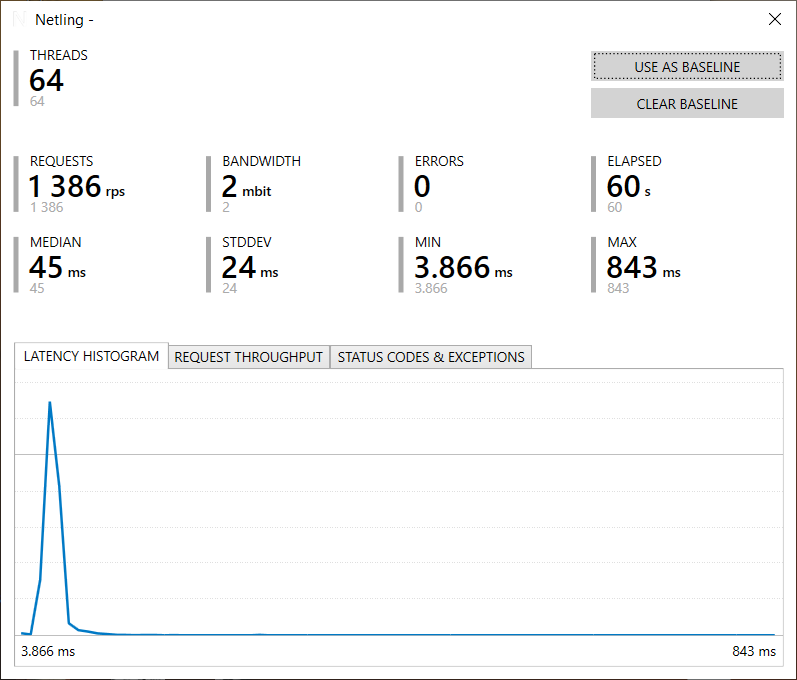 Netling -
THREADS
64
64
USE AS BASELINE
CLEAR BASELINE
REQUESTS
1 386 rps
1 386
BANDWIDTH
2 mbit
2
ERRORS
0
0
ELAPSED
60 s
60
MEDIAN
45 ms
45
STDDEV
24 ms
24
MIN
3.866 ms
3.866
MAX
843 ms
843
LATENCY HISTOGRAM
REQUEST THROUGHPUT
STATUS CODES & EXCEPTIONS
3.866 ms
843 ms